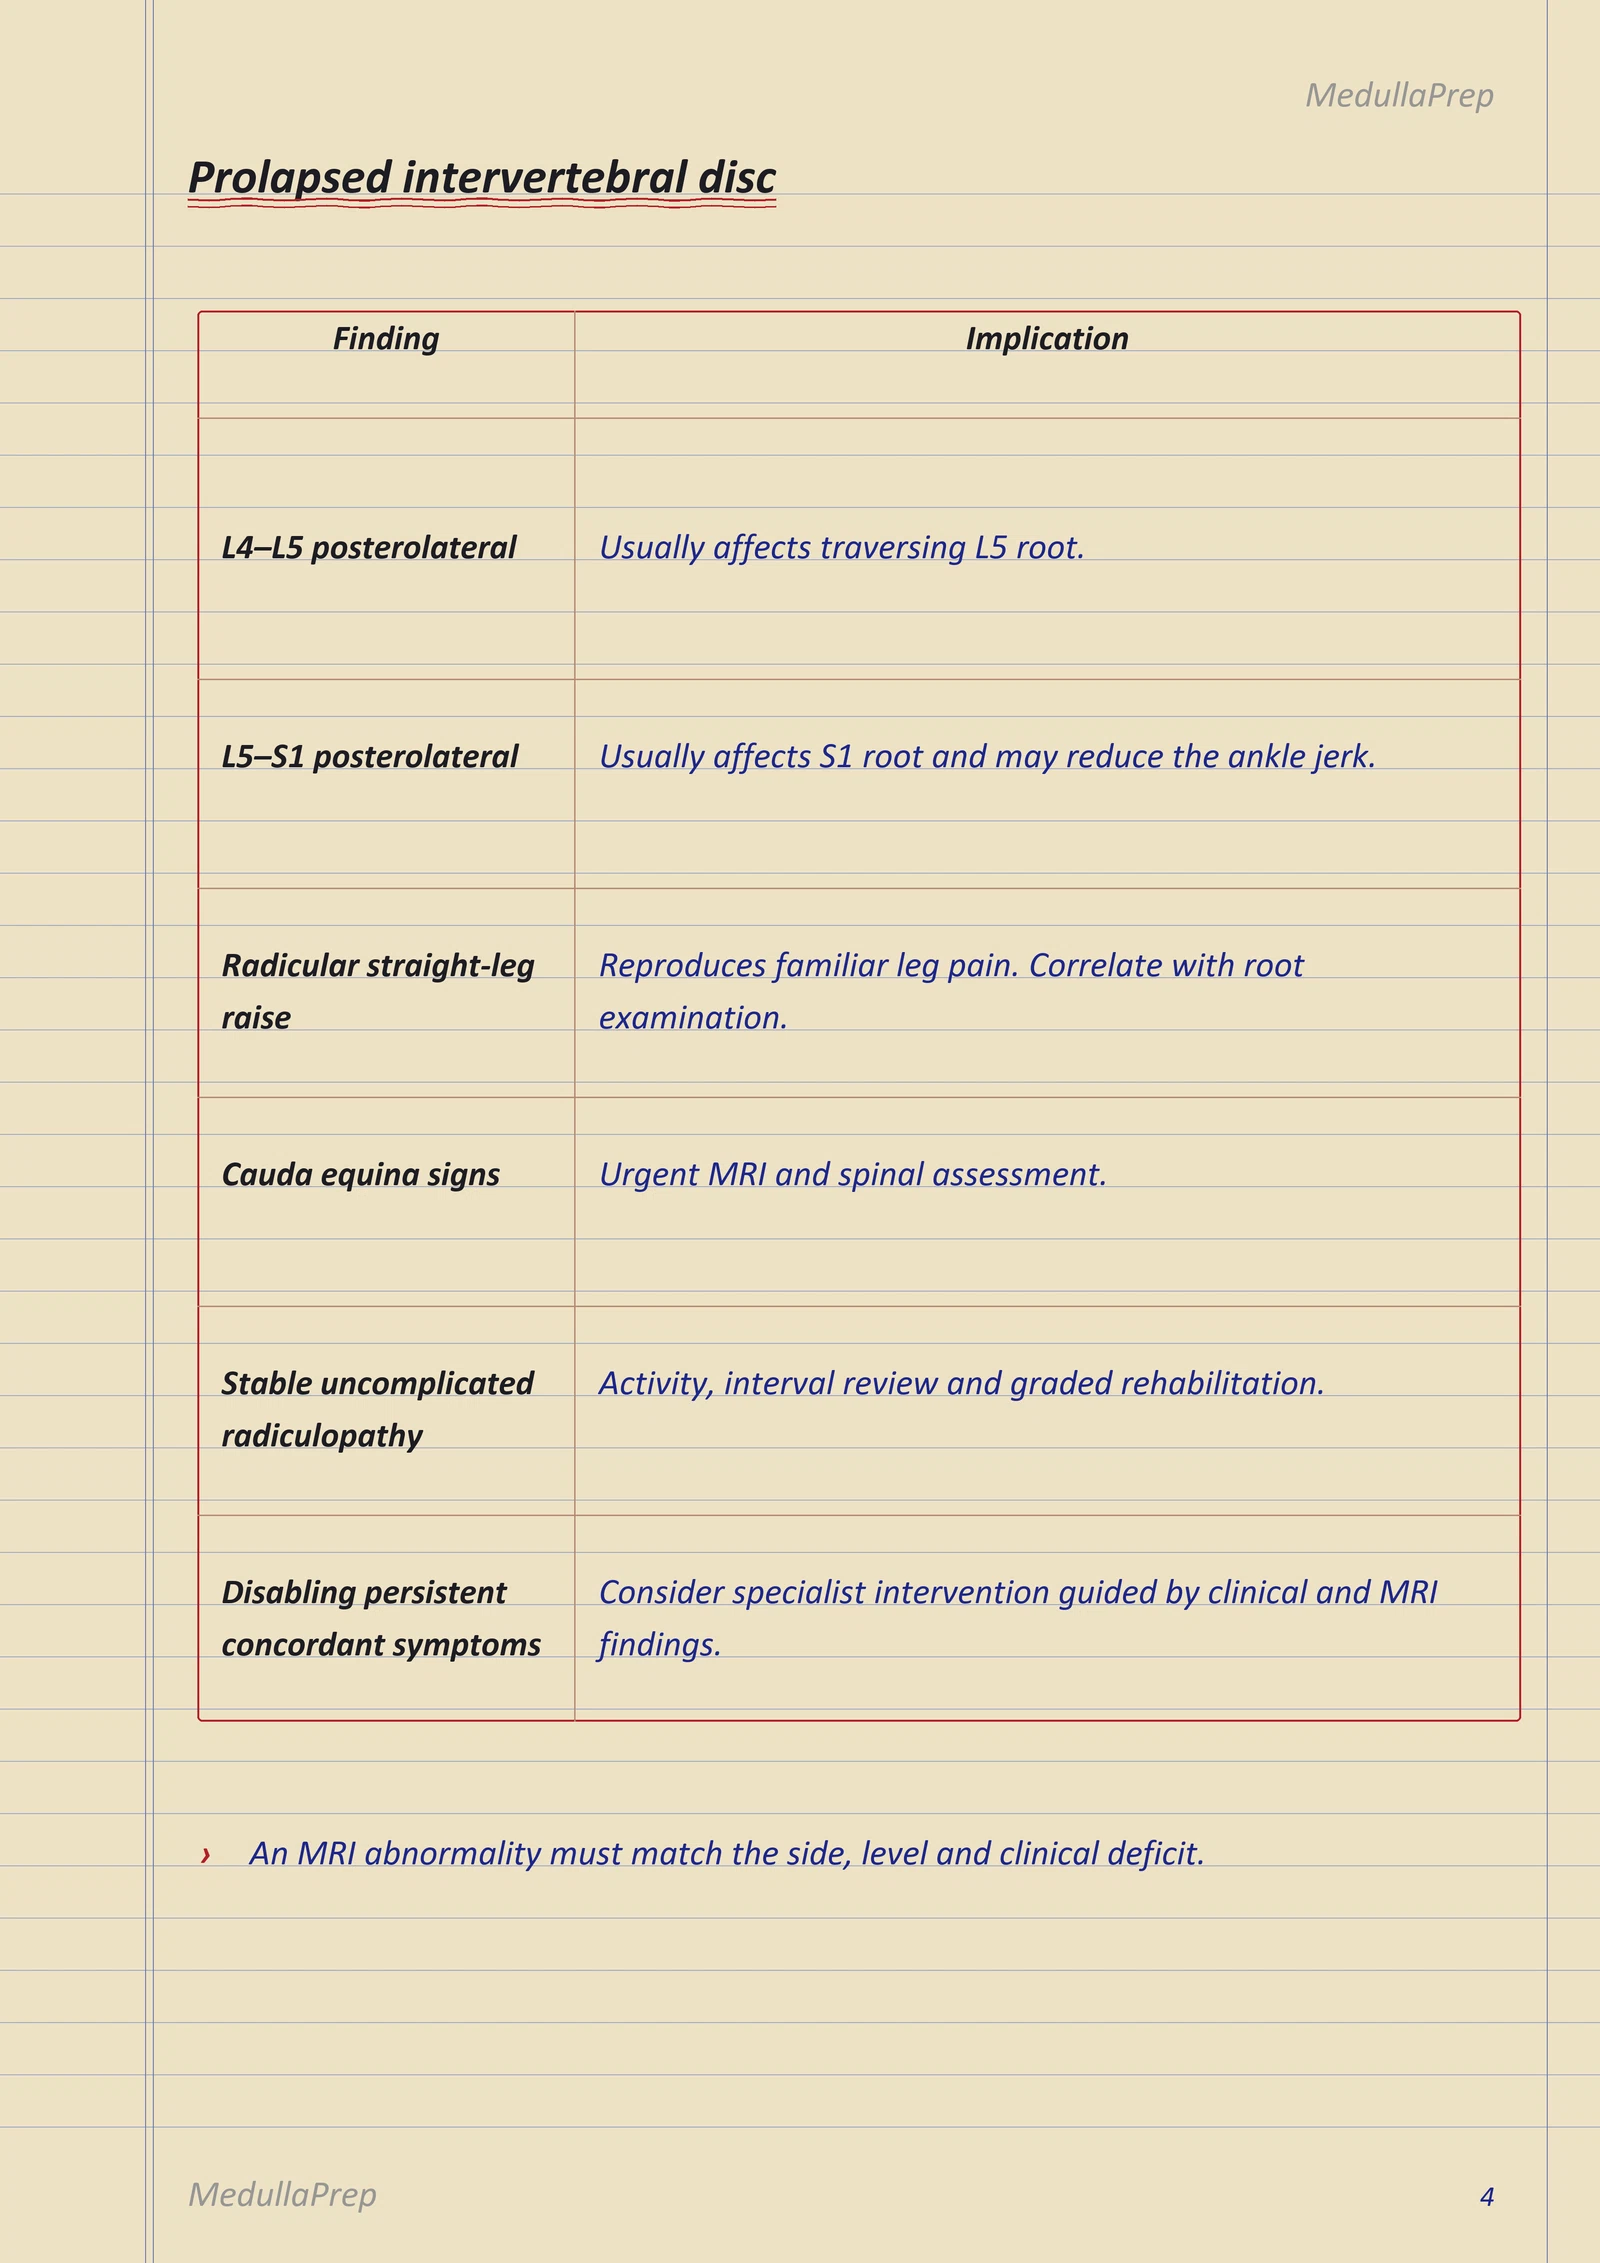 MedullaPrep
Prolapsed intervertebral disc
Finding
Implication
L4–L5 posterolateral
Usually affects traversing L5 root.
L5–S1 posterolateral
Usually affects S1 root and may reduce the ankle jerk.
Radicular straight-leg
raise
Reproduces familiar leg pain. Correlate with root
examination.
Cauda equina signs
Urgent MRI and spinal assessment.
Stable uncomplicated
radiculopathy
Activity, interval review and graded rehabilitation.
Disabling persistent
concordant symptoms
Consider specialist intervention guided by clinical and MRI
findings.
› An MRI abnormality must match the side, level and clinical deficit.
MedullaPrep
4